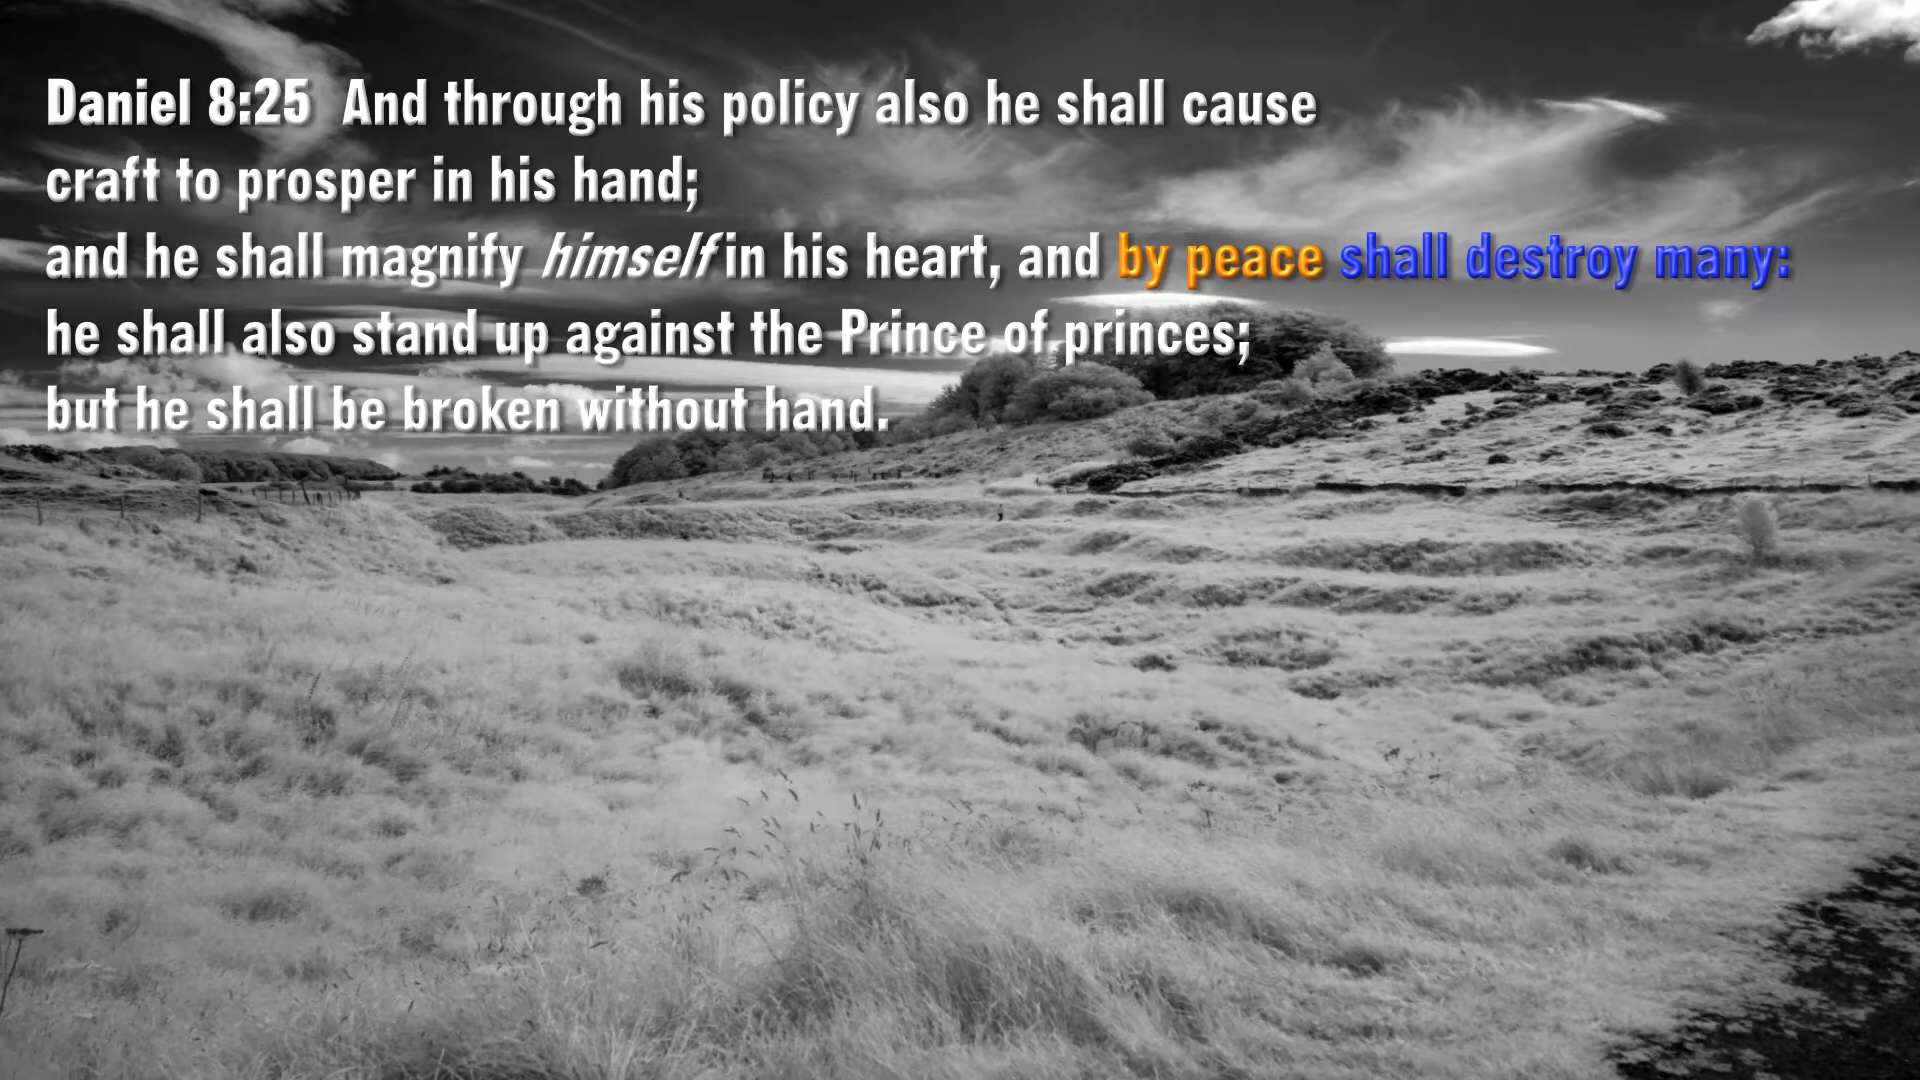 Daniel 8:25 And through his policy also he shall cause
craft to prosper in his hand;
and he shall magnify himself in his heart, and by peace shall destroy many:
he shall also stand up against the Prince of princes;
but he shall be broken without hand.